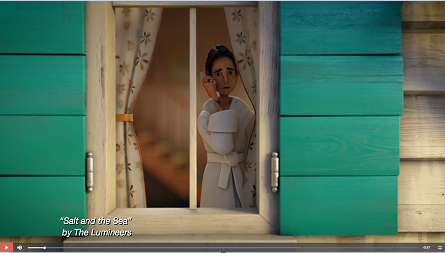 "Salt and the Sea"
by The Lumineers